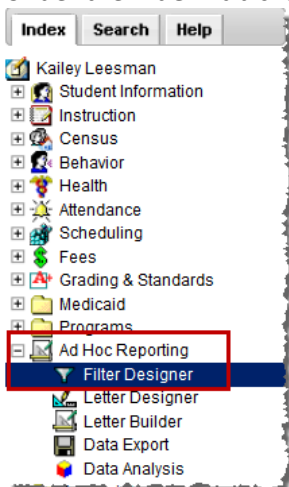 Index Search Help
Kailey Leesman
Student Information
Instruction
Census
Behavior
Health
Attendance
Scheduling
Fees
Grading & Standards
Medicaid
Programs
Ad Hoc Reporting
Filter Designer
Letter Designer
Letter Builder
Data Export
Data Analysis